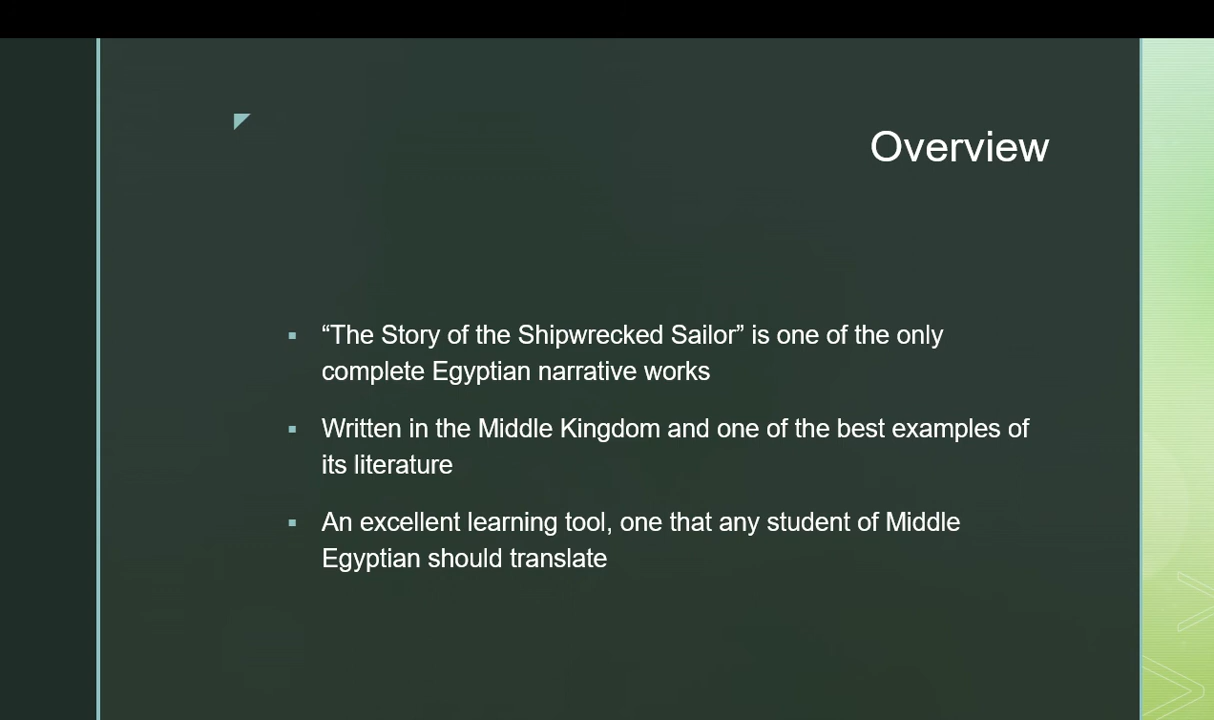 Overview
“The Story of the Shipwrecked Sailor” is one of the only
complete Egyptian narrative works
Written in the Middle Kingdom and one of the best examples of
its literature
An excellent learning tool, one that any student of Middle
Egyptian should translate